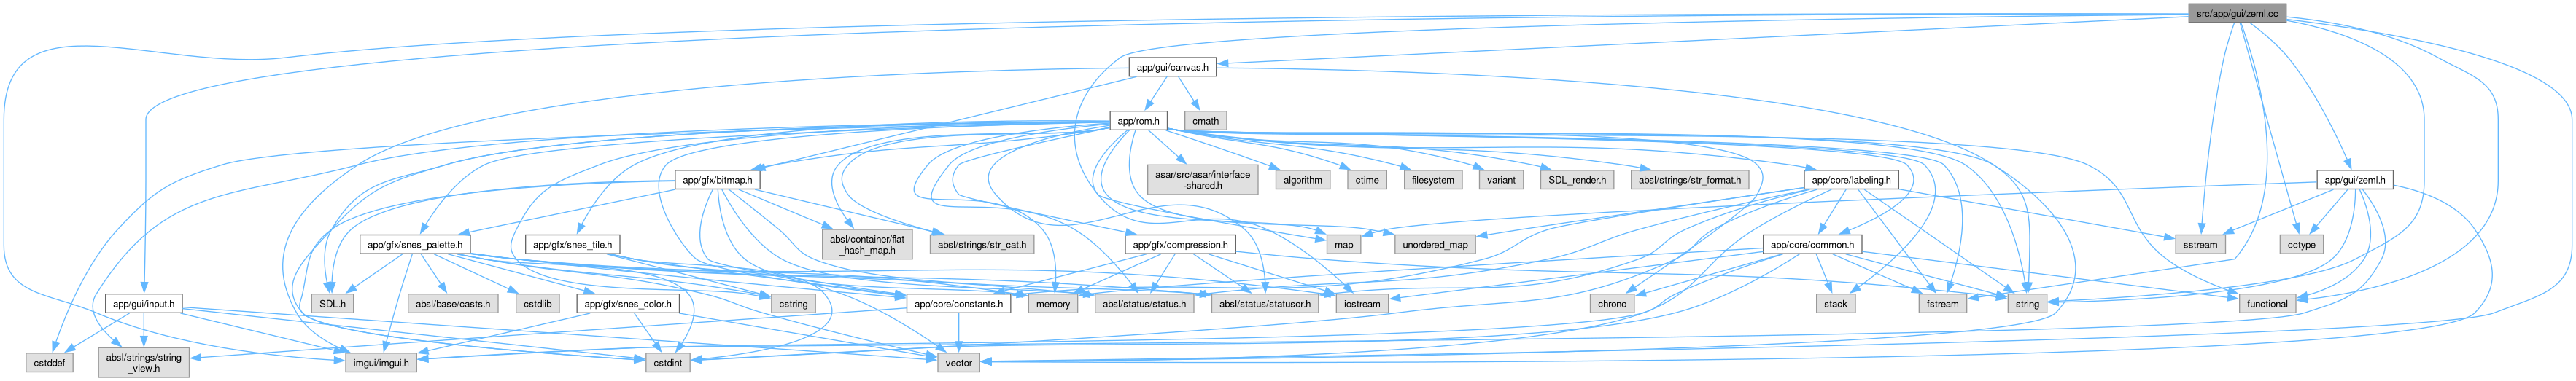 src/app/gui/zeml.cc
app/gui/canvas.h
app/rom.h
cmath
app/gfx/bitmap.h
asar/src/asar/interface
-shared.h
algorithm
ctime
filesystem
variant
SDL_render.h
absl/strings/str_format.h
app/core/labeling.h
app/gui/zeml.h
app/gfx/snes_palette.h
app/gfx/snes_tile.h
absl/container/flat
_hash_map.h
absl/strings/str_cat.h
app/gfx/compression.h
map
unordered_map
app/core/common.h
sstream
cctype
app/gui/input.h
SDL.h
absl/base/casts.h
cstdlib
app/gfx/snes_color.h
cstring
app/core/constants.h
memory
absl/status/status.h
absl/status/statusor.h
iostream
chrono
stack
fstream
string
functional
cstddef
absl/strings/string
_view.h
imgui/imgui.h
cstdint
vector